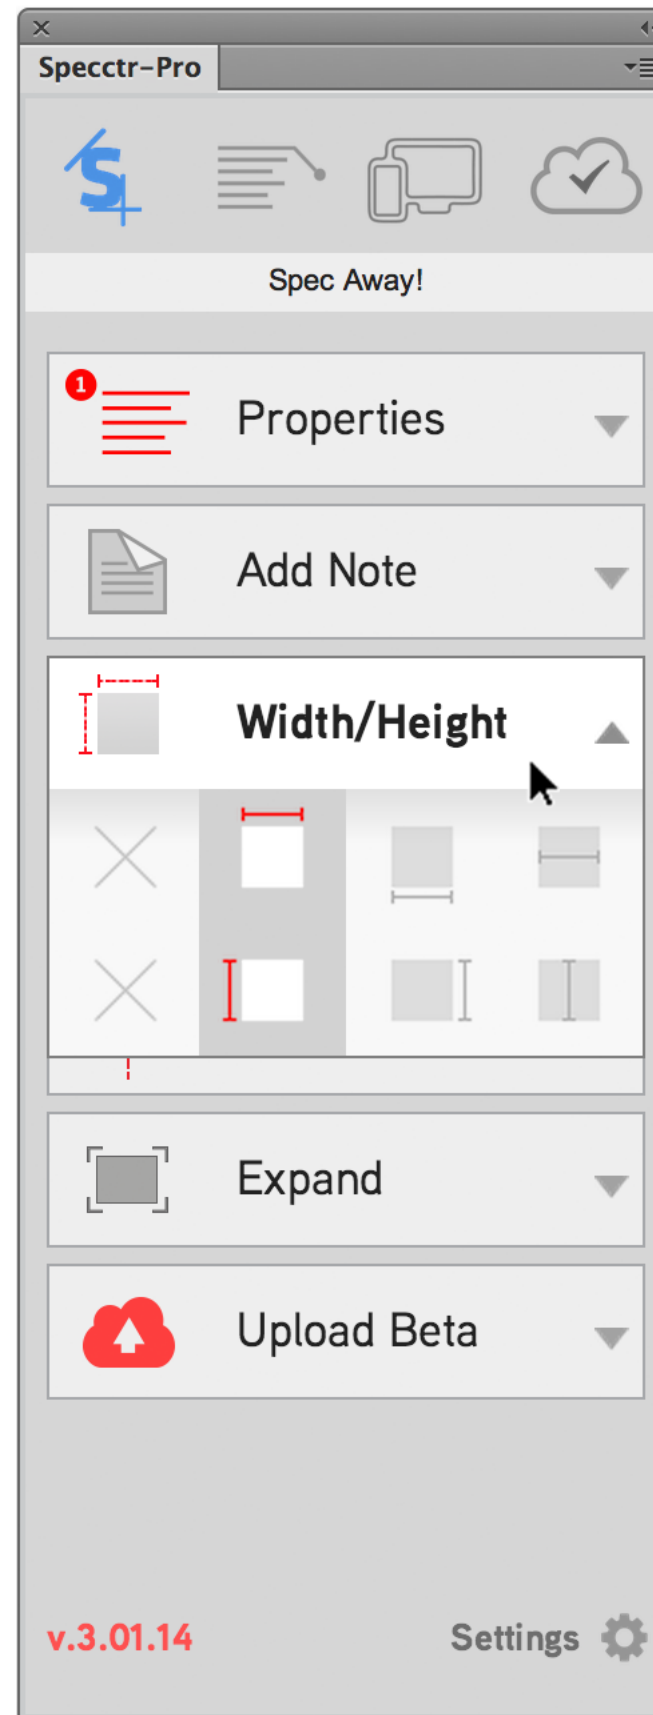 Specctr-Pro
S
Spec Away!
1
Properties
Add Note
Width/Height
Expand
Upload Beta
v.3.01.14
Settings